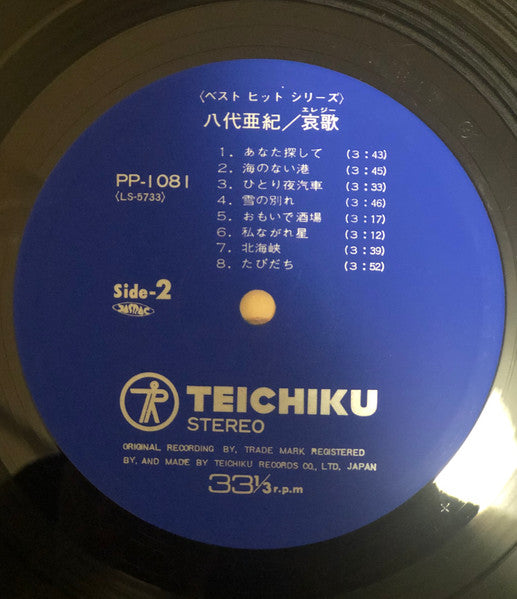 〈ベスト ヒット シリーズ〉
エレジー
八代亜紀／哀歌
1. あなた探して (3:43)
2. 海のない港 (3:45)
3. ひとり夜汽車 (3:33)
4. 雪の別れ (3:46)
5. おもいで酒場 (3:17)
6. 私ながれ星 (3:12)
7. 北海峡 (3:39)
8. たびだち (3:52)
PP-1081
〈LS-5733〉
Side-2
JASRAC
TEICHIKU
STEREO
ORIGINAL RECORDING BY, TRADE MARK REGISTERED
BY, AND MADE BY TEICHIKU RECORDS CO., LTD. JAPAN
33⅓ r.p.m